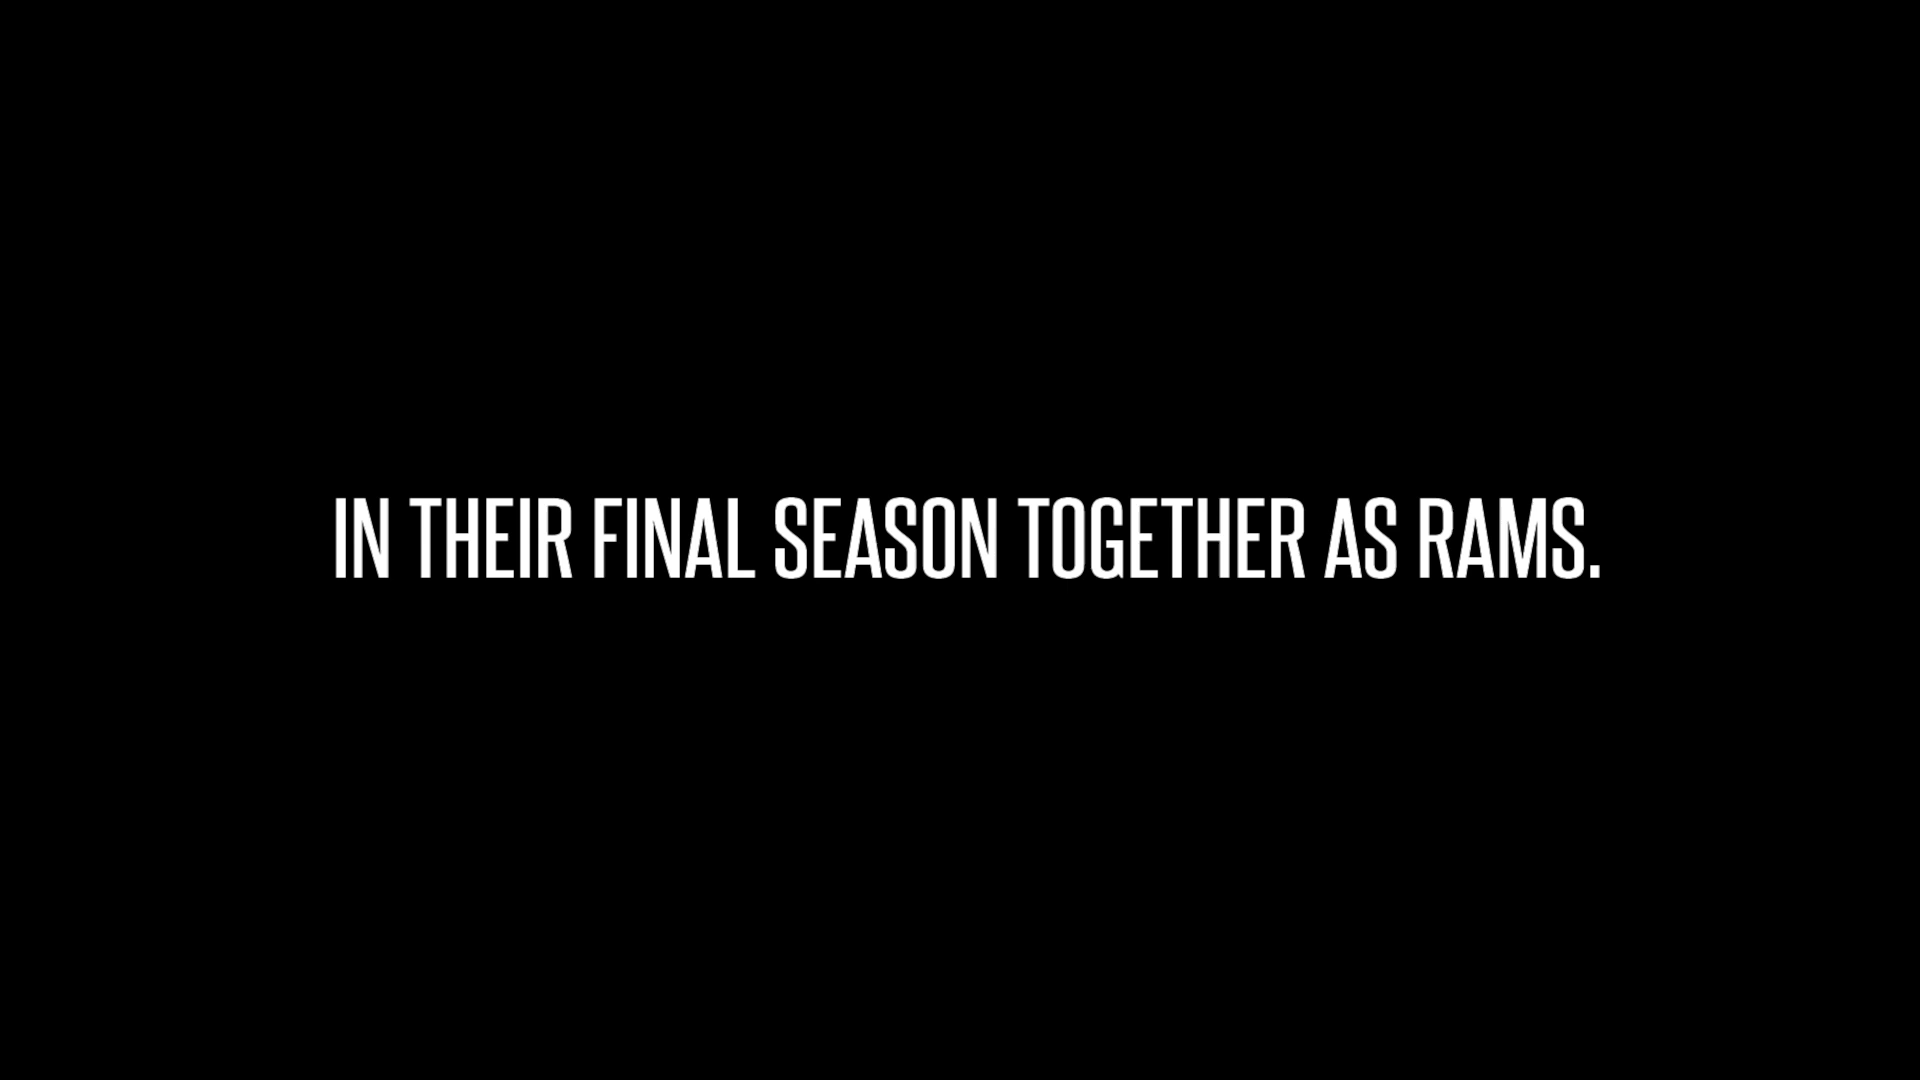 IN THEIR FINAL SEASON TOGETHER AS RAMS.